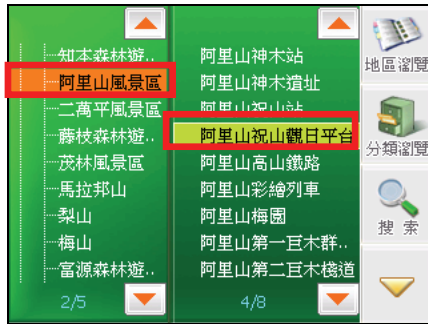 知本森林遊..
阿里山風景區
二萬平風景區
藤枝森林遊..
茂林風景區
馬拉邦山
梨山
梅山
富源森林遊..
2/5
阿里山神木站
阿里山神木遺址
阿里山祝山站
阿里山祝山觀日平台
阿里山高山鐵路
阿里山彩繪列車
阿里山梅園
阿里山第一巨木群..
阿里山第二巨木棧道
4/8
地區瀏覽
分類瀏覽
搜 索